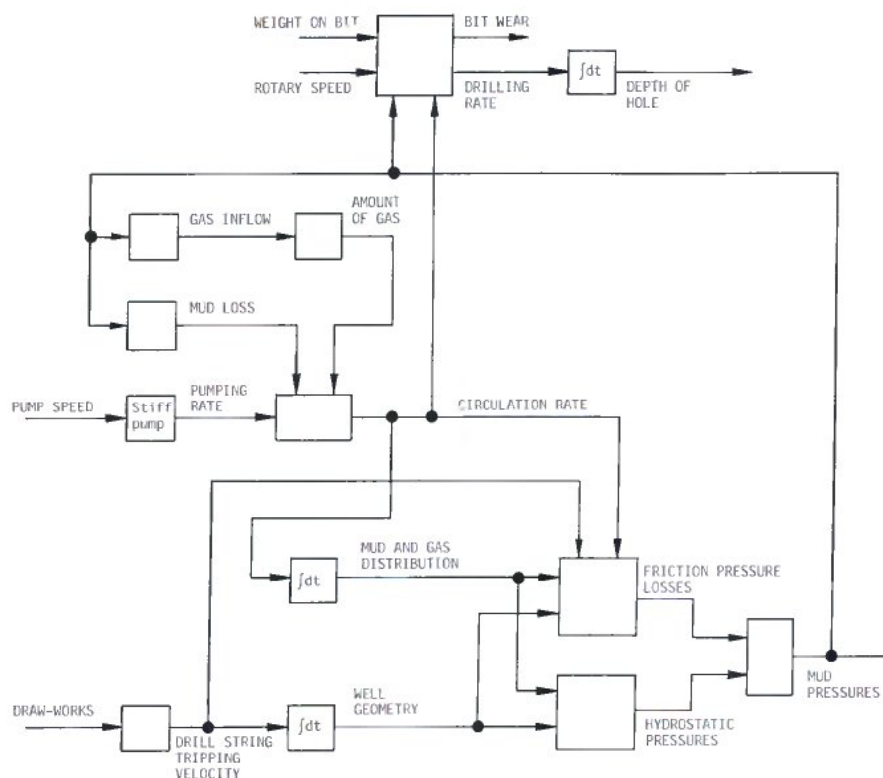 WEIGHT ON BIT
BIT WEAR
ROTARY SPEED
DRILLING
RATE
∫dt
DEPTH OF
HOLE
GAS INFLOW
AMOUNT
OF GAS
MUD LOSS
PUMP SPEED
Stiff
pump
PUMPING
RATE
CIRCULATION RATE
∫dt
MUD AND GAS
DISTRIBUTION
FRICTION PRESSURE
LOSSES
MUD
PRESSURES
DRAW-WORKS
DRILL STRING
TRIPPING
VELOCITY
∫dt
WELL
GEOMETRY
HYDROSTATIC
PRESSURES